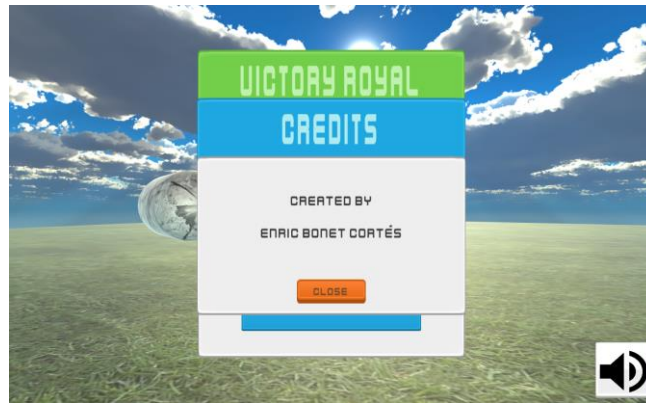 VICTORY ROYAL
CREDITS
CREATED BY
ENRIC BONET CORTÉS
CLOSE